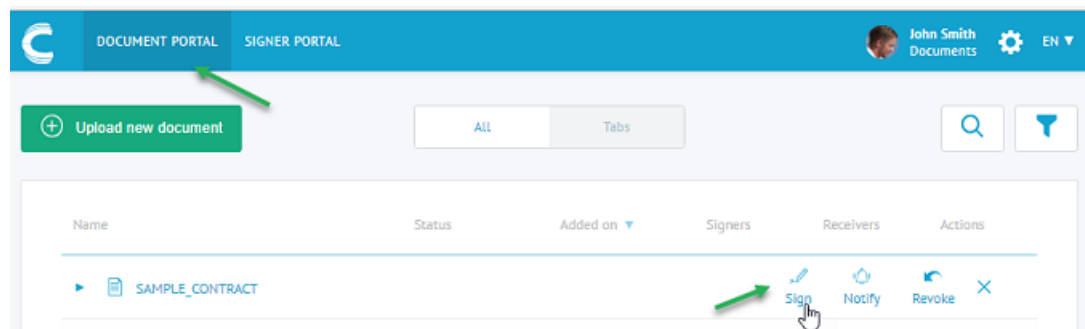 DOCUMENT PORTAL SIGNER PORTAL John Smith EN
Documents
Upload new document All Tabs
Name Status Added on Signers Receivers Actions
SAMPLE_CONTRACT
Sign Notify Revoke